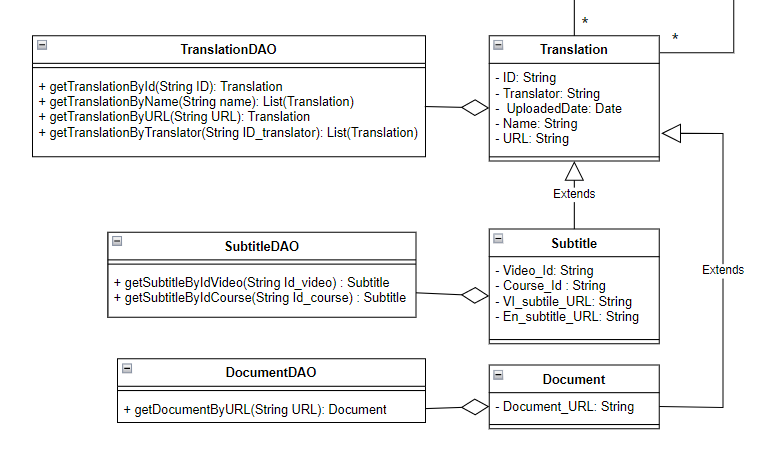 *
*
TranslationDAO
+ getTranslationById(String ID): Translation
+ getTranslationByName(String name): List(Translation)
+ getTranslationByURL(String URL): Translation
+ getTranslationByTranslator(String ID_translator): List(Translation)
Translation
- ID: String
- Translator: String
- UploadedDate: Date
- Name: String
- URL: String
Extends
SubtitleDAO
+ getSubtitleByIdVideo(String Id_video) : Subtitle
+ getSubtitleByIdCourse(String Id_course) : Subtitle
Subtitle
- Video_Id: String
- Course_Id : String
- VI_subtile_URL: String
- En_subtitle_URL: String
Extends
DocumentDAO
+ getDocumentByURL(String URL): Document
Document
- Document_URL: String